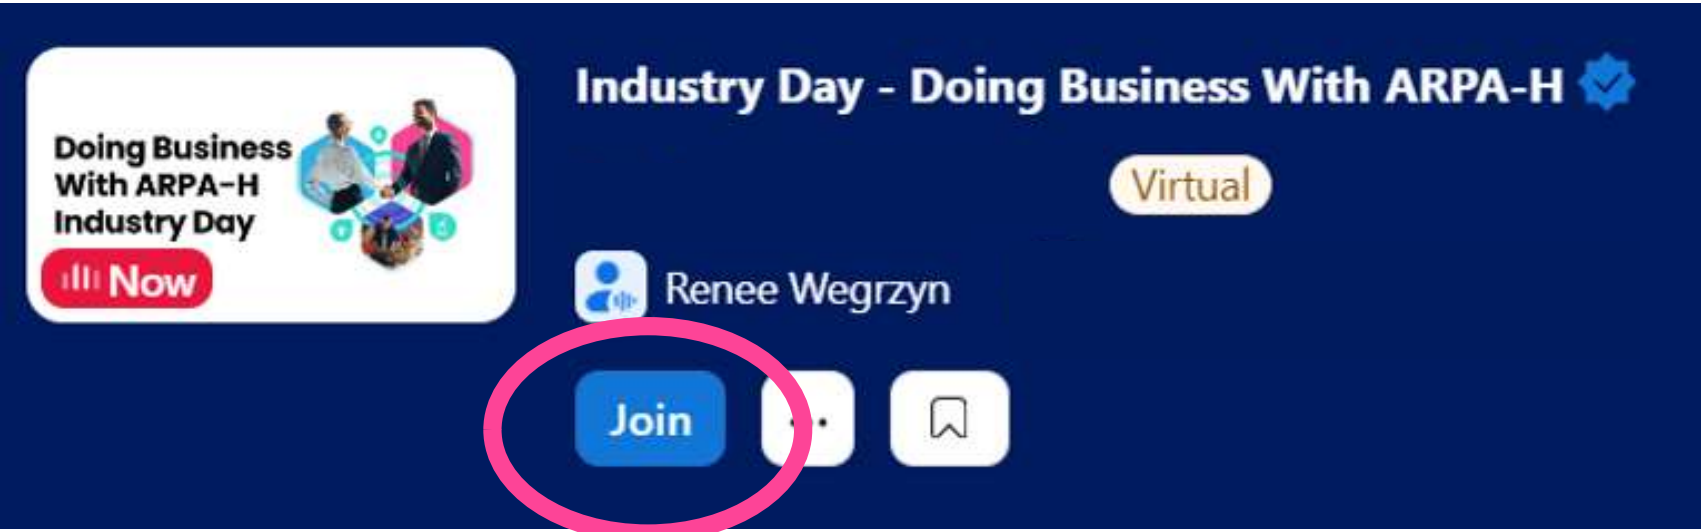 Industry Day - Doing Business With ARPA-H
Doing Business
With ARPA-H
Industry Day
Now
Virtual
Renee Wegrzyn
Join